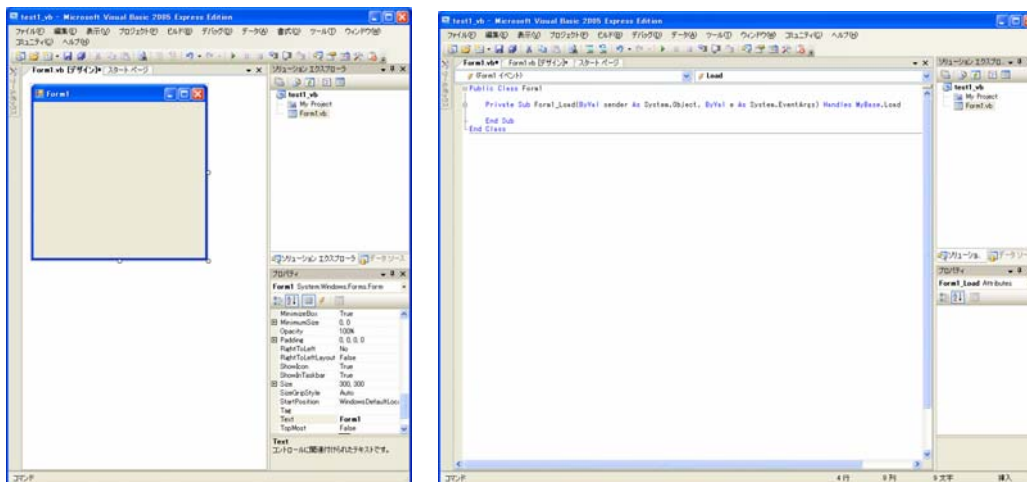 test1_vb - Microsoft Visual Basic 2005 Express Edition
ファイル(F) 編集(E) 表示(V) プロジェクト(P) ビルド(B) デバッグ(D) データ(A) 書式(O) ツール(T) ウィンドウ(W)
コミュニティ(C) ヘルプ(H)
Form1.vb [デザイン]* スタート ページ
Form1
ソリューション エクスプローラ
test1_vb
My Project
Form1.vb
ソリューション エクスプローラ データ ソース
プロパティ
Form1 System.Windows.Forms.Form
MinimizeBox True
MinimumSize 0, 0
Opacity 100%
Padding 0, 0, 0, 0
RightToLeft No
RightToLeftLayout False
ShowIcon True
ShowInTaskbar True
Size 300, 300
SizeGripStyle Auto
StartPosition WindowsDefaultLoc
Tag
Text Form1
TopMost False
Text
コントロールに関連付けられたテキストです。
コマンド
test1_vb - Microsoft Visual Basic 2005 Express Edition
ファイル(F) 編集(E) 表示(V) プロジェクト(P) ビルド(B) デバッグ(D) データ(A) ツール(T) ウィンドウ(W) コミュニティ(C) ヘルプ(H)
Form1.vb* Form1.vb [デザイン]* スタート ページ
(Form1 イベント) Load
Public Class Form1
Private Sub Form1_Load(ByVal sender As System.Object, ByVal e As System.EventArgs) Handles MyBase.Load
End Sub
End Class
ソリューション エクスプロ...
test1_vb
My Project
Form1.vb
ソリューショ... データ ソー
プロパティ
Form1_Load Attributes
コマンド 4 行 9 列 9 文字 挿入